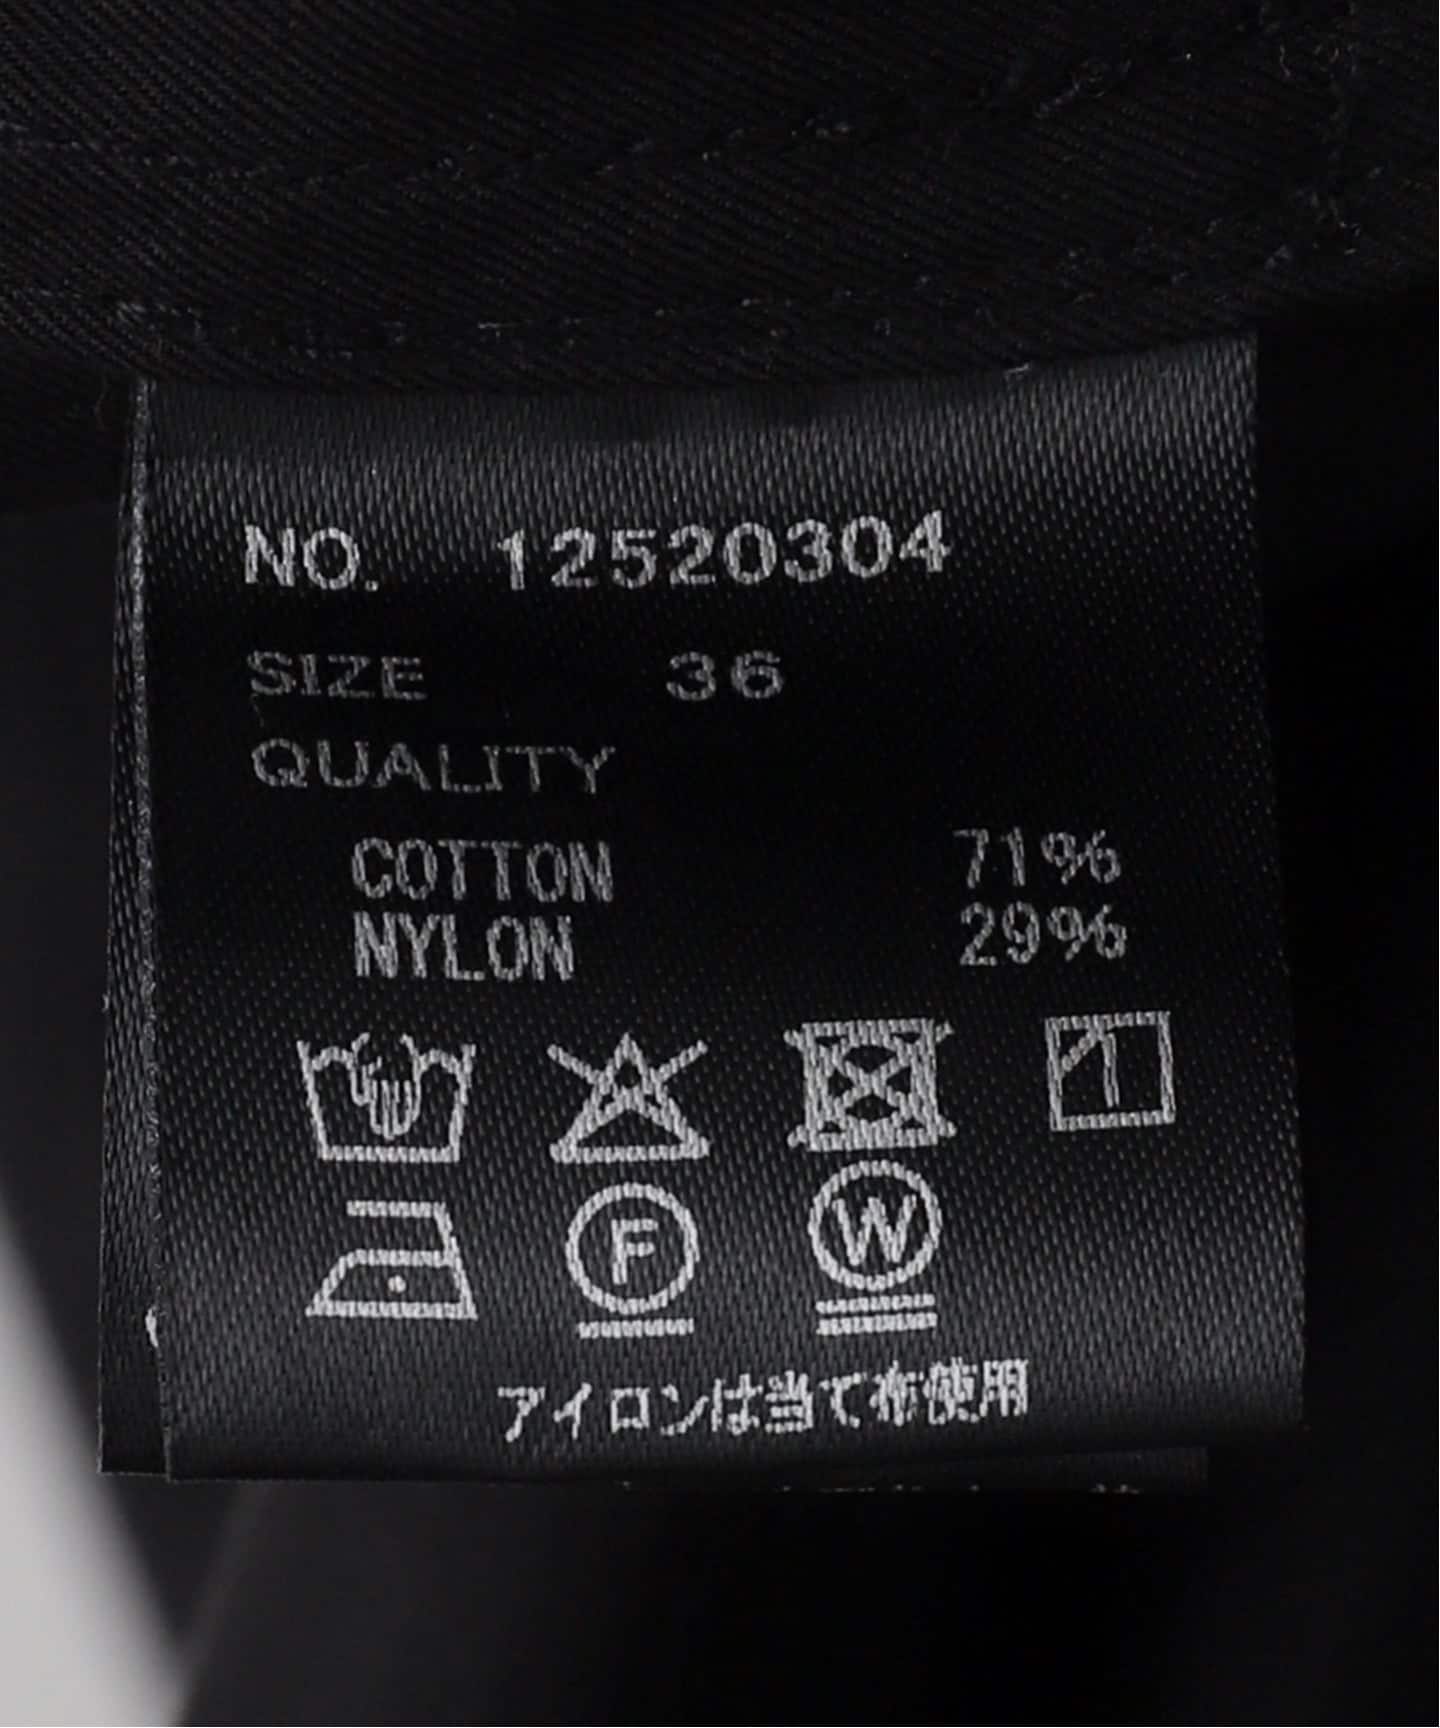 NO. 12520304
SIZE 36
QUALITY
COTTON 71%
NYLON 29%
F W
アイロンは当て布使用